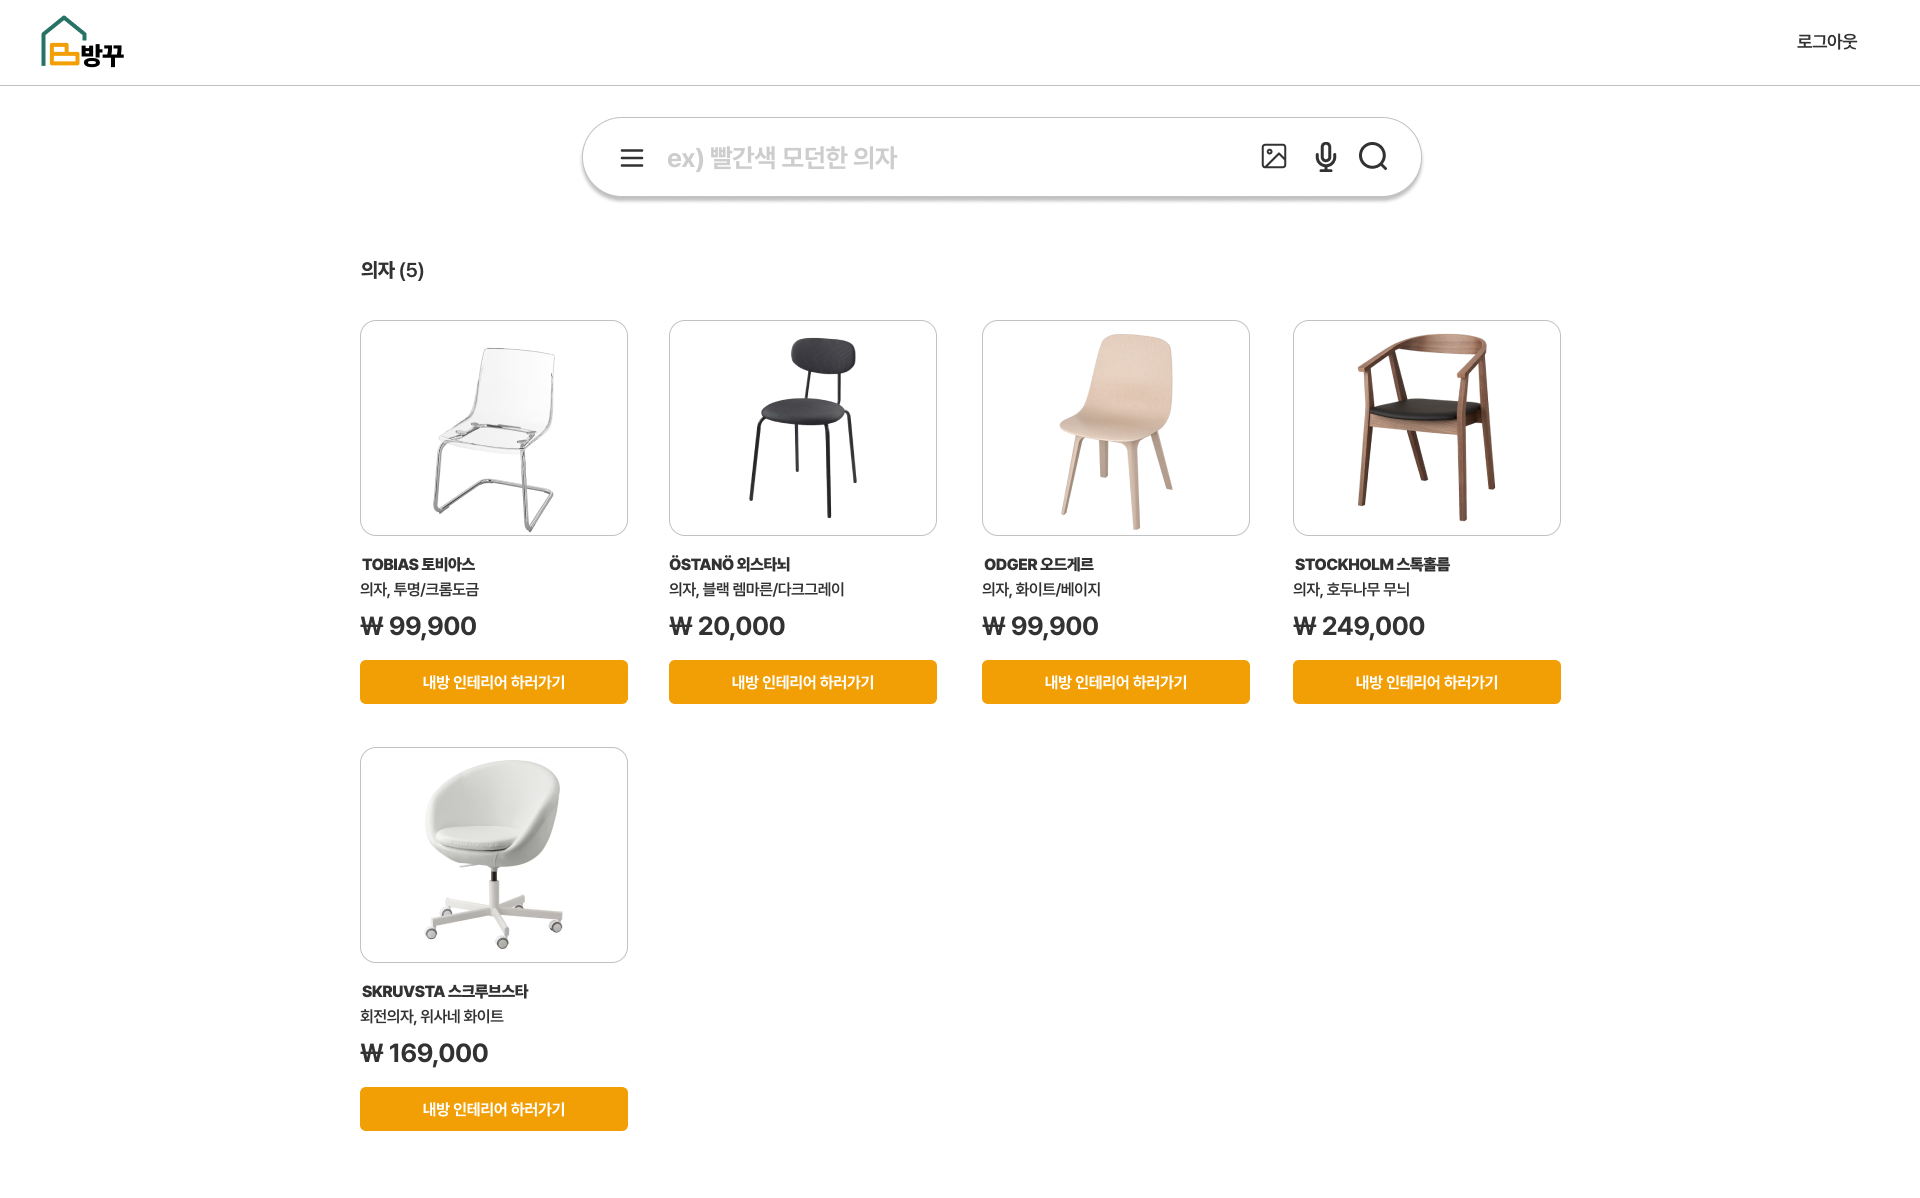 방꾸
로그아웃
ex) 빨간색 모던한 의자
의자 (5)
TOBIAS 토비아스
의자, 투명/크롬도금
₩ 99,900
내방 인테리어 하러가기
ÖSTANÖ 외스타뇌
의자, 블랙 렘마른/다크그레이
₩ 20,000
내방 인테리어 하러가기
ODGER 오드게르
의자, 화이트/베이지
₩ 99,900
내방 인테리어 하러가기
STOCKHOLM 스톡홀름
의자, 호두나무 무늬
₩ 249,000
내방 인테리어 하러가기
SKRUVSTA 스크루브스타
회전의자, 위사네 화이트
₩ 169,000
내방 인테리어 하러가기